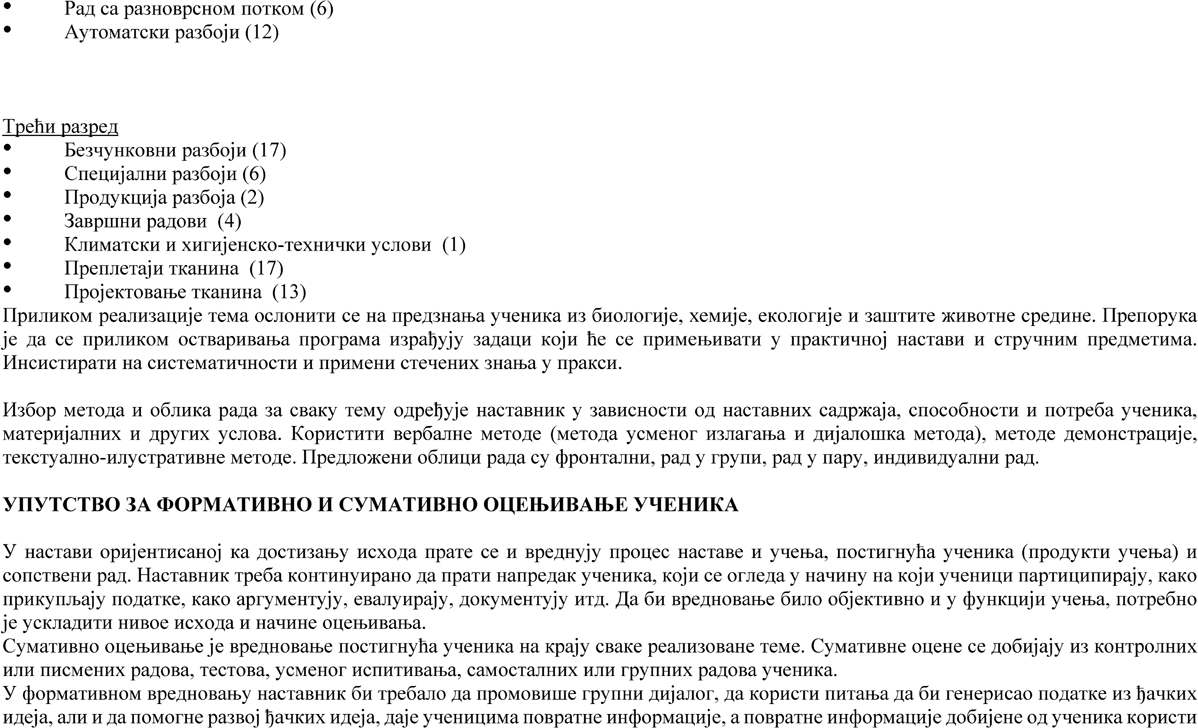 • Рад са разноврсном потком (6)
• Аутоматски разбоји (12)
Трећи разред
• Безчунковни разбоји (17)
• Специјални разбоји (6)
• Продукција разбоја (2)
• Завршни радови (4)
• Климатски и хигијенско-технички услови (1)
• Преплетаји тканина (17)
• Пројектовање тканина (13)
Приликом реализације тема ослонити се на предзнања ученика из биологије, хемије, екологије и заштите животне средине. Препорука
је да се приликом остваривања програма израђују задаци који ће се примењивати у практичној настави и стручним предметима.
Инсистирати на систематичности и примени стечених знања у пракси.
Избор метода и облика рада за сваку тему одређује наставник у зависности од наставних садржаја, способности и потреба ученика,
материјалних и других услова. Користити вербалне методе (метода усменог излагања и дијалошка метода), методе демонстрације,
текстуално-илустративне методе. Предложени облици рада су фронтални, рад у групи, рад у пару, индивидуални рад.
УПУТСТВО ЗА ФОРМАТИВНО И СУМАТИВНО ОЦЕЊИВАЊЕ УЧЕНИКА
У настави оријентисаној ка достизању исхода прате се и вреднују процес наставе и учења, постигнућа ученика (продукти учења) и
сопствени рад. Наставник треба континуирано да прати напредак ученика, који се огледа у начину на који ученици партиципирају, како
прикупљају податке, како аргументују, евалуирају, документују итд. Да би вредновање било објективно и у функцији учења, потребно
је ускладити нивое исхода и начине оцењивања.
Сумативно оцењивање је вредновање постигнућа ученика на крају сваке реализоване теме. Сумативне оцене се добијају из контролних
или писмених радова, тестова, усменог испитивања, самосталних или групних радова ученика.
У формативном вредновању наставник би требало да промовише групни дијалог, да користи питања да би генерисао податке из ђачких
идеја, али и да помогне развој ђачких идеја, даје ученицима повратне информације, а повратне информације добијене од ученика користи